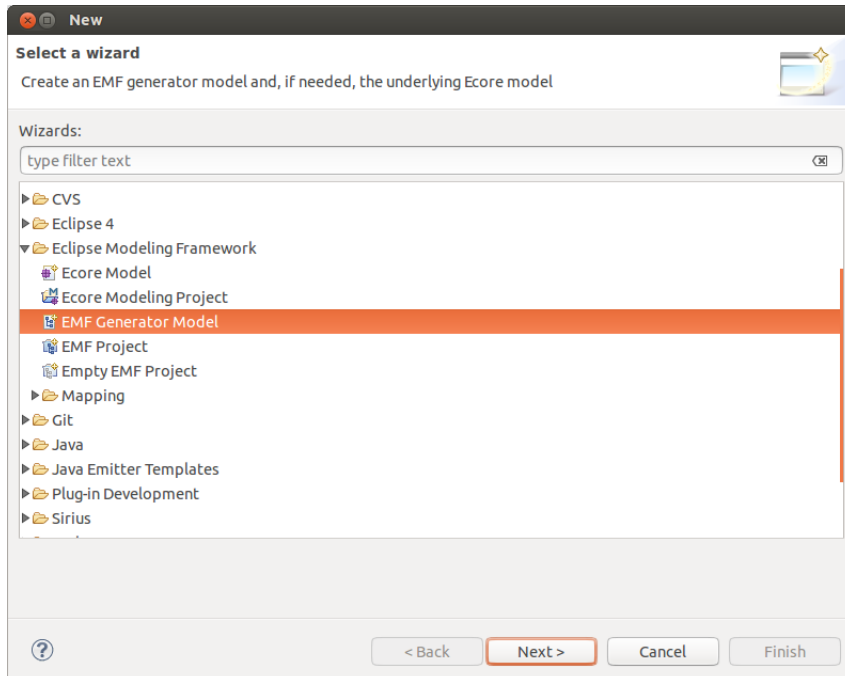 New
Select a wizard
Create an EMF generator model and, if needed, the underlying Ecore model
Wizards:
type filter text
CVS
Eclipse 4
Eclipse Modeling Framework
Ecore Model
Ecore Modeling Project
EMF Generator Model
EMF Project
Empty EMF Project
Mapping
Git
Java
Java Emitter Templates
Plug-in Development
Sirius
< Back Next > Cancel Finish